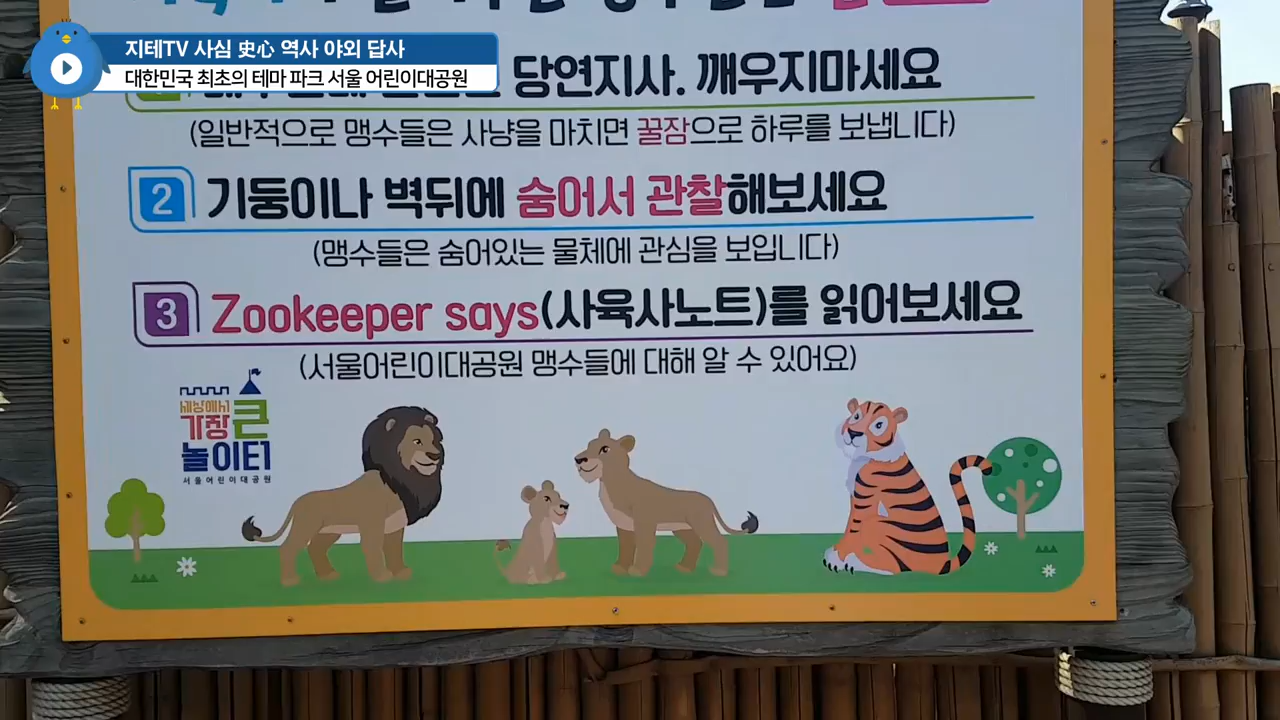 지테TV 사심 史心 역사 야외 답사
대한민국 최초의 테마 파크 서울 어린이대공원
당연지사. 깨우지마세요
(일반적으로 맹수들은 사냥을 마치면 꿀잠으로 하루를 보냅니다)
2 기둥이나 벽뒤에 숨어서 관찰해보세요
(맹수들은 숨어있는 물체에 관심을 보입니다)
3 Zookeeper says(사육사노트)를 읽어보세요
(서울어린이대공원 맹수들에 대해 알 수 있어요)
세상에서
가장 큰
놀이터
서울어린이대공원